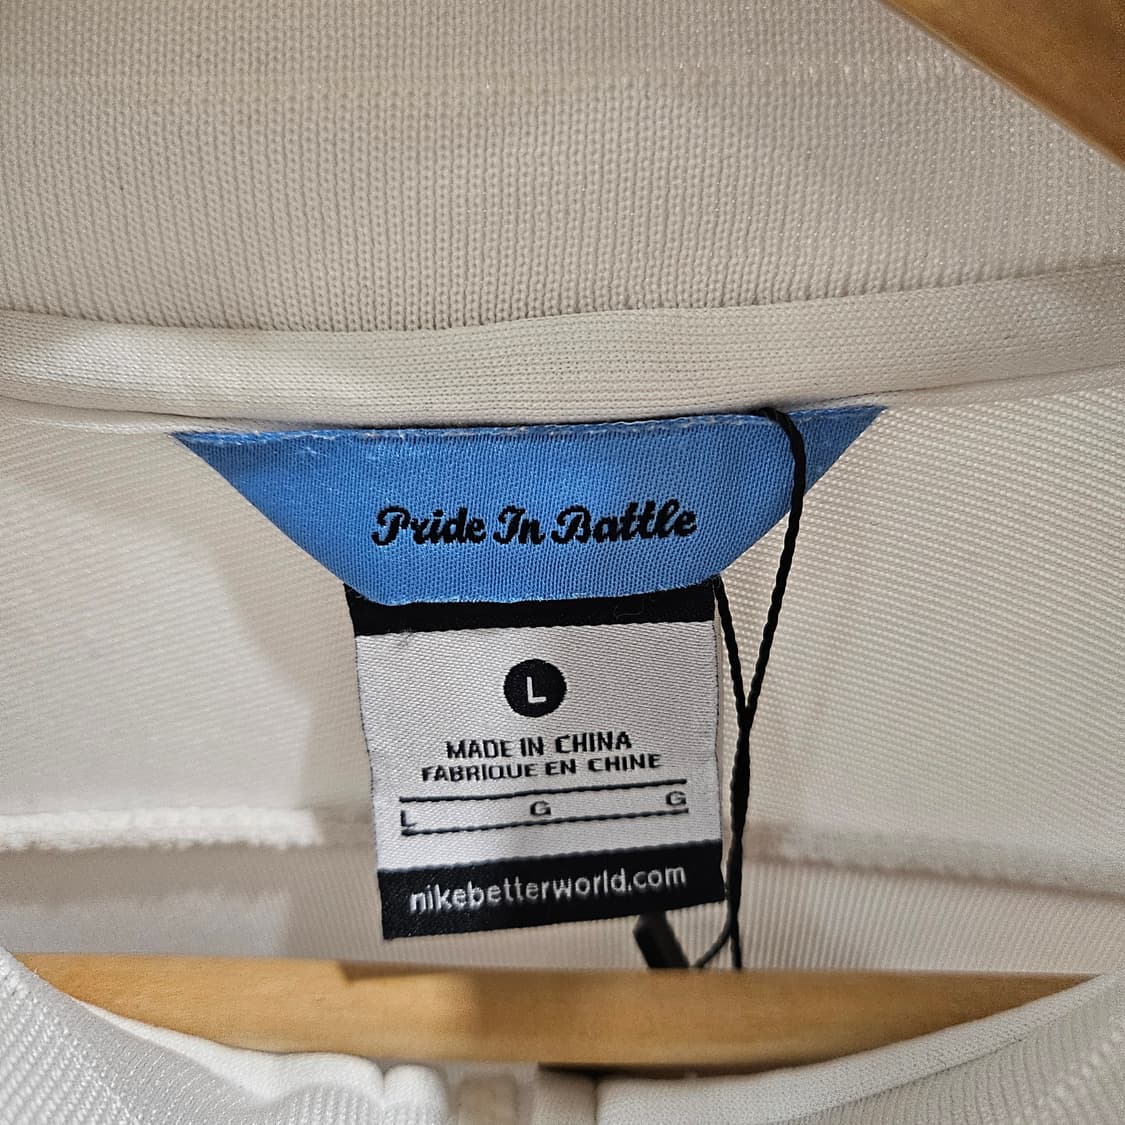 Pride In Battle
L
MADE IN CHINA
FABRIQUE EN CHINE
L G G
nikebetterworld.com